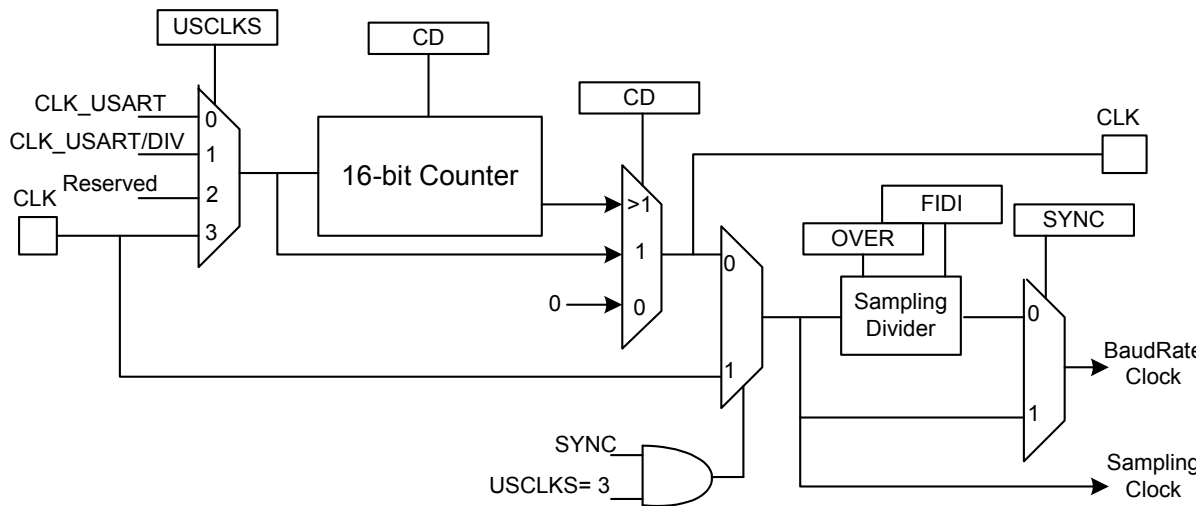 USCLKS
CD
CLK_USART
CLK_USART/DIV
Reserved
CLK
0
1
2
3
16-bit Counter
CD
>1
1
0
0
CLK
FIDI
OVER
SYNC
0
1
Sampling
Divider
0
1
BaudRate
Clock
SYNC
USCLKS= 3
Sampling
Clock